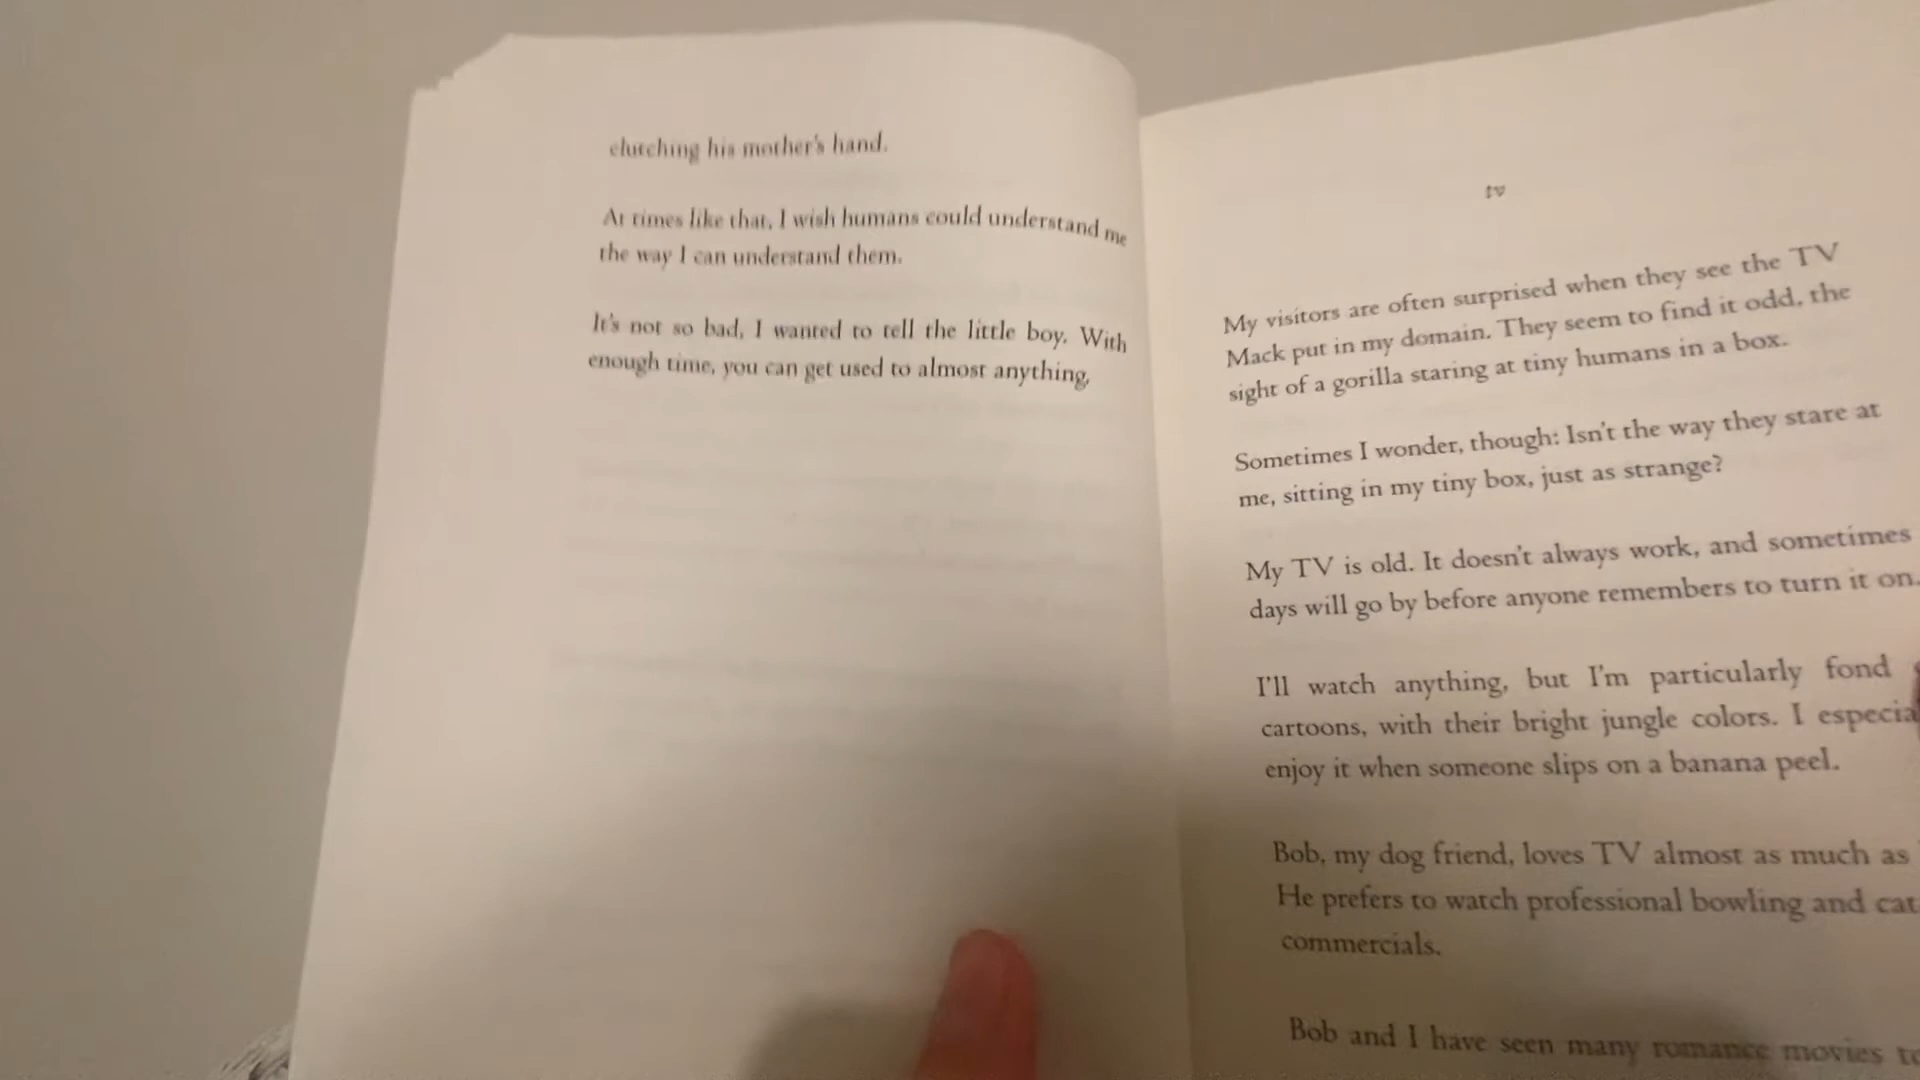 clutching his mother's hand.
At times like that, I wish humans could understand me
the way I can understand them.
It's not so bad, I wanted to tell the little boy. With
enough time, you can get used to almost anything.
tv
My visitors are often surprised when they see the TV
Mack put in my domain. They seem to find it odd, the
sight of a gorilla staring at tiny humans in a box.
Sometimes I wonder, though: Isn't the way they stare at
me, sitting in my tiny box, just as strange?
My TV is old. It doesn't always work, and sometimes
days will go by before anyone remembers to turn it on.
I'll watch anything, but I'm particularly fond
cartoons, with their bright jungle colors. I especia
enjoy it when someone slips on a banana peel.
Bob, my dog friend, loves TV almost as much as
He prefers to watch professional bowling and cat
commercials.
Bob and I have seen many romance movies to